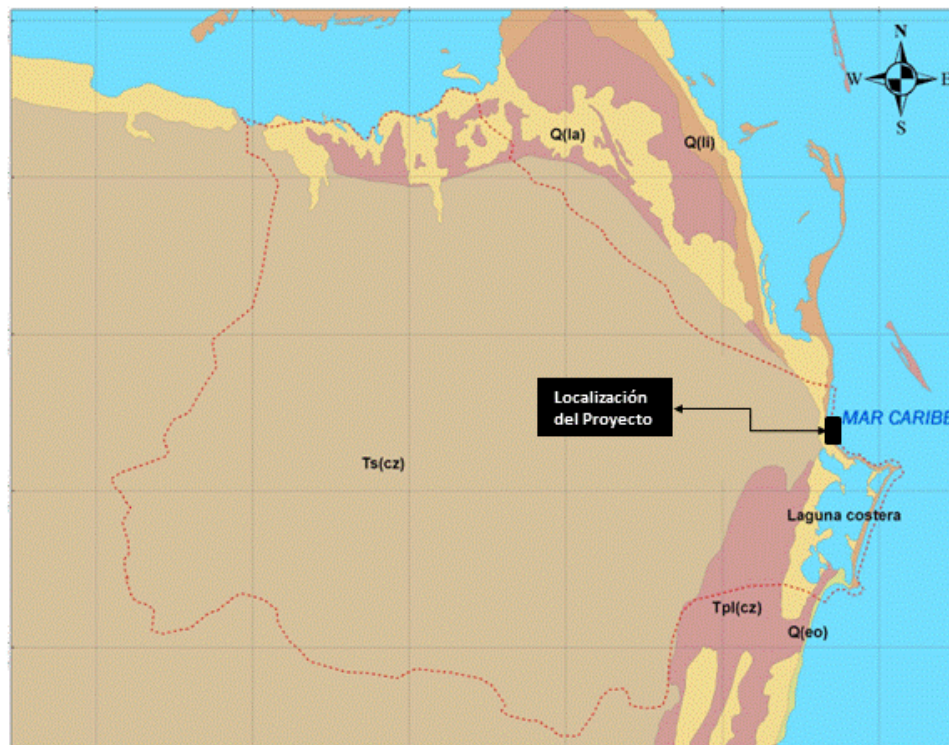 N
W E
S
Q(la)
Q(li)
Localización
del Proyecto
MAR CARIBE
Ts(cz)
Laguna costera
Tpl(cz)
Q(eo)